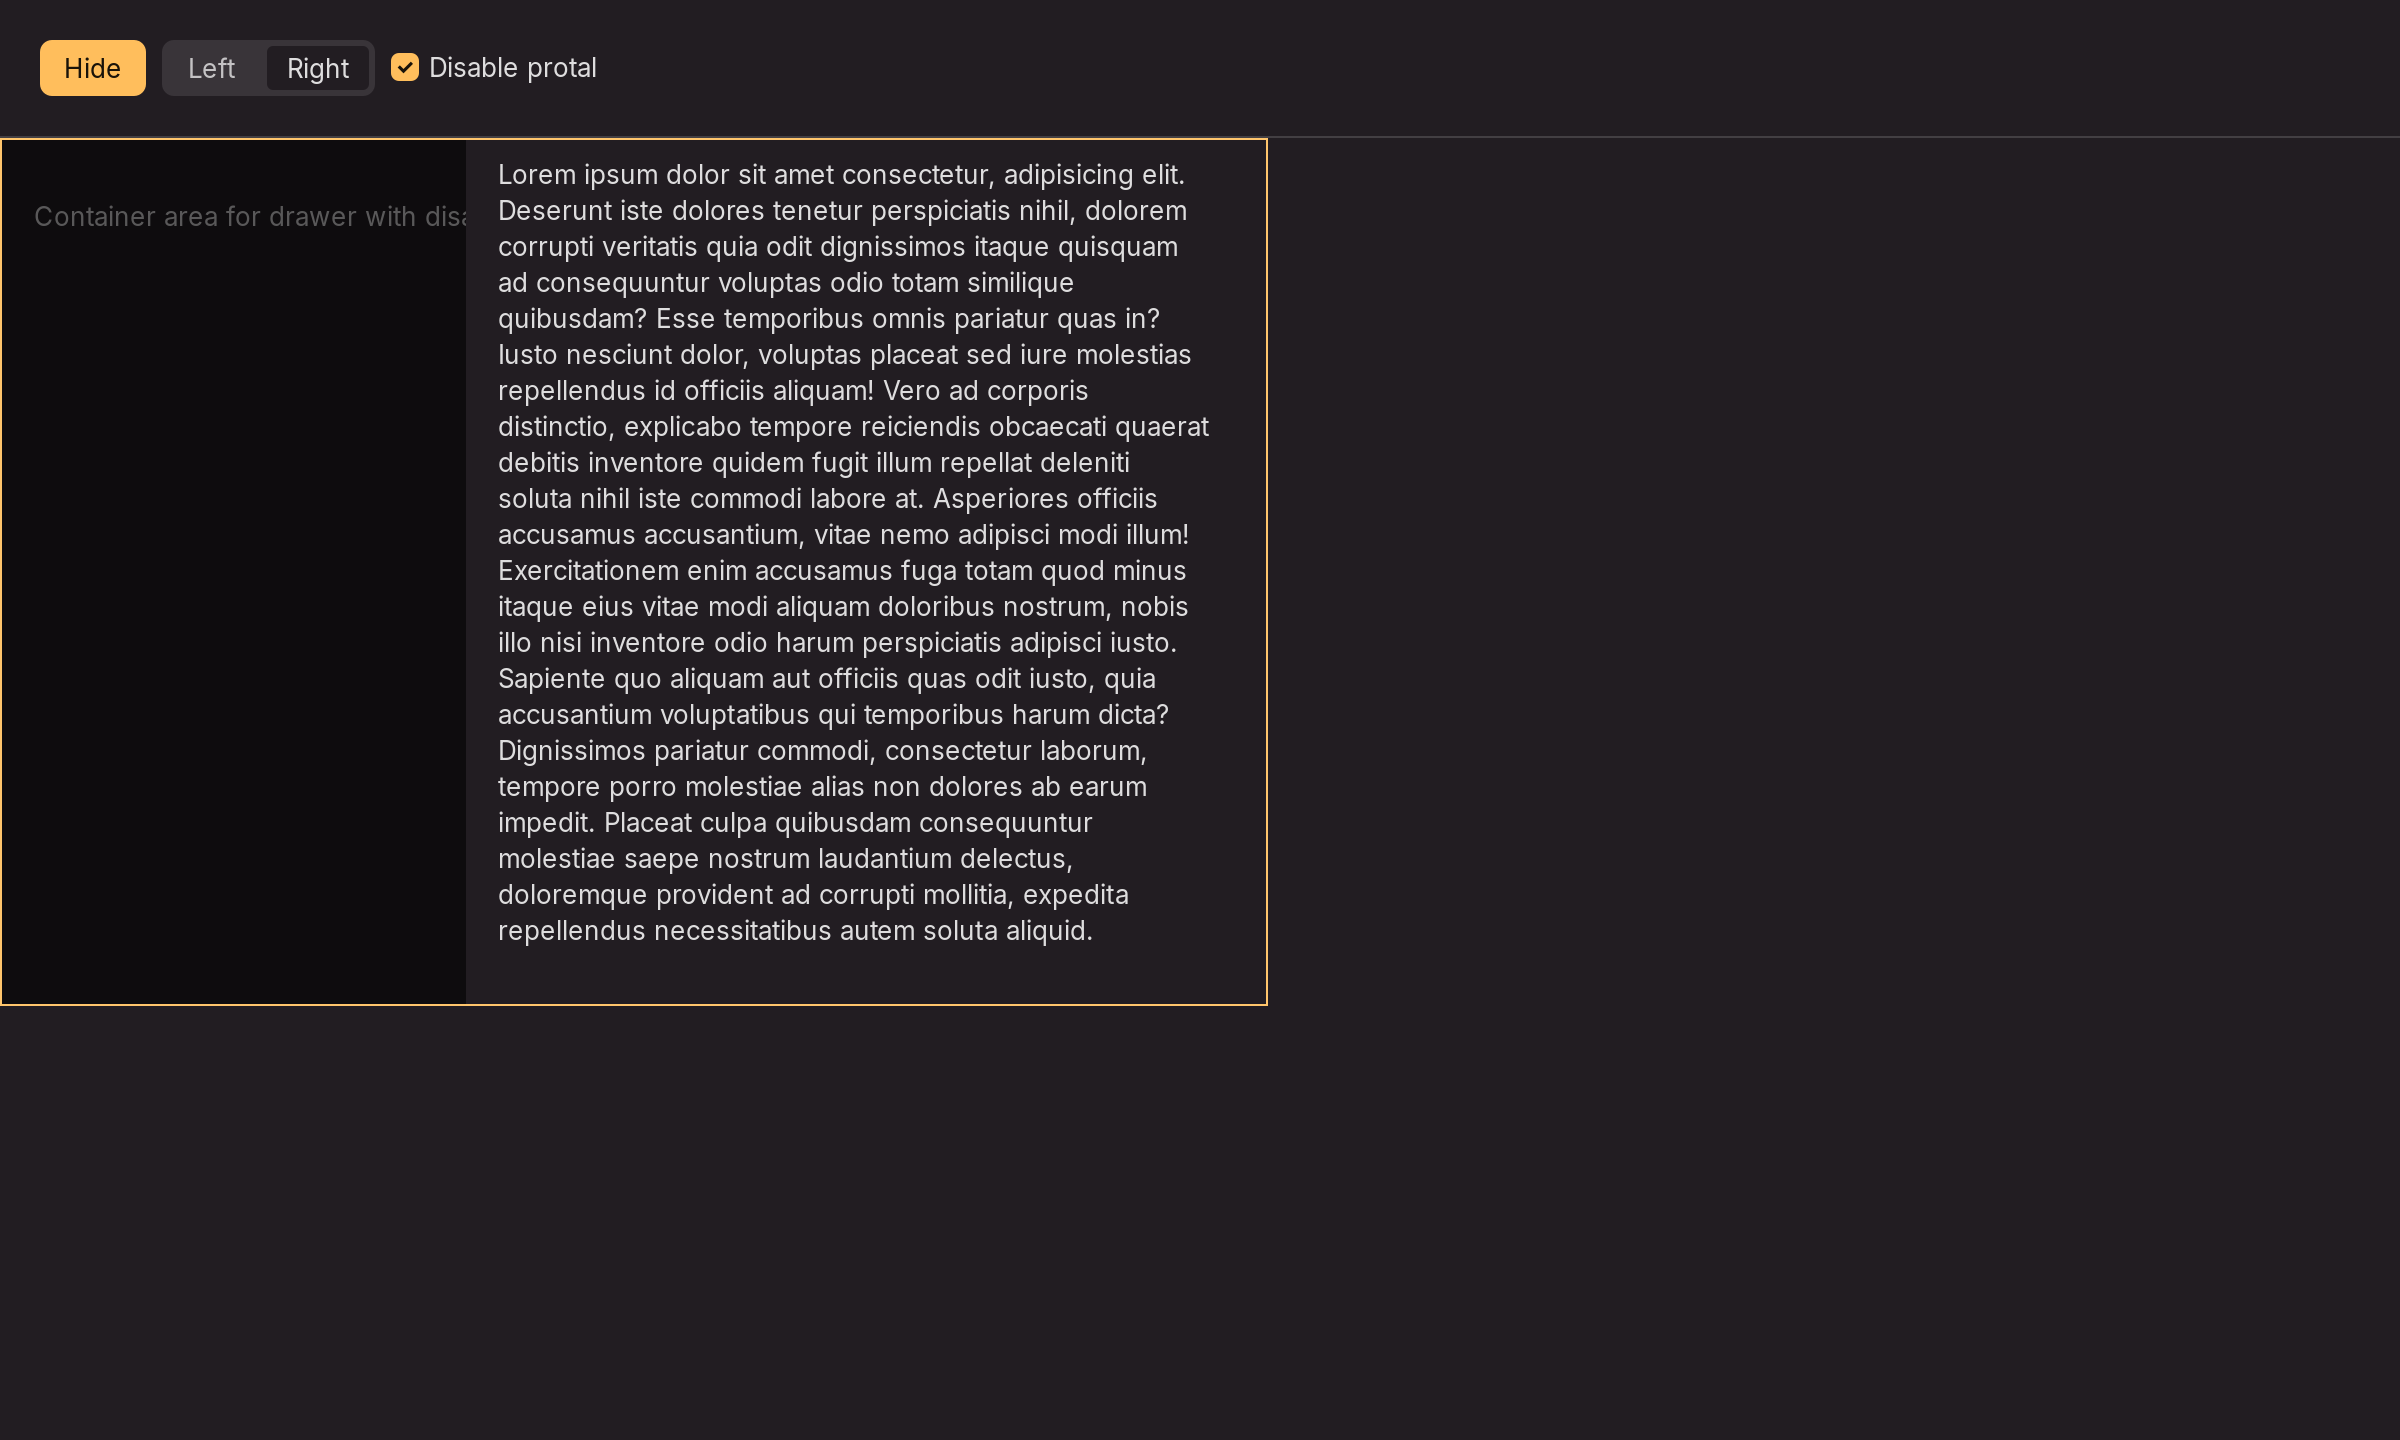 Hide
Left
Right
Disable protal
Container area for drawer with
Lorem ipsum dolor sit amet consectetur, adipisicing elit.
Deserunt iste dolores tenetur perspiciatis nihil, dolorem
corrupti veritatis quia odit dignissimos itaque quisquam
ad consequuntur voluptas odio totam similique
quibusdam? Esse temporibus omnis pariatur quas in?
Iusto nesciunt dolor, voluptas placeat sed iure molestias
repellendus id officiis aliquam! Vero ad corporis
distinctio, explicabo tempore reiciendis obcaecati quaerat
debitis inventore quidem fugit illum repellat deleniti
soluta nihil iste commodi labore at. Asperiores officiis
accusamus accusantium, vitae nemo adipisci modi illum!
Exercitationem enim accusamus fuga totam quod minus
itaque eius vitae modi aliquam doloribus nostrum, nobis
illo nisi inventore odio harum perspiciatis adipisci iusto.
Sapiente quo aliquam aut officiis quas odit iusto, quia
accusantium voluptatibus qui temporibus harum dicta?
Dignissimos pariatur commodi, consectetur laborum,
tempore porro molestiae alias non dolores ab earum
impedit. Placeat culpa quibusdam consequuntur
molestiae saepe nostrum laudantium delectus,
doloremque provident ad corrupti mollitia, expedita
repellendus necessitatibus autem soluta aliquid.